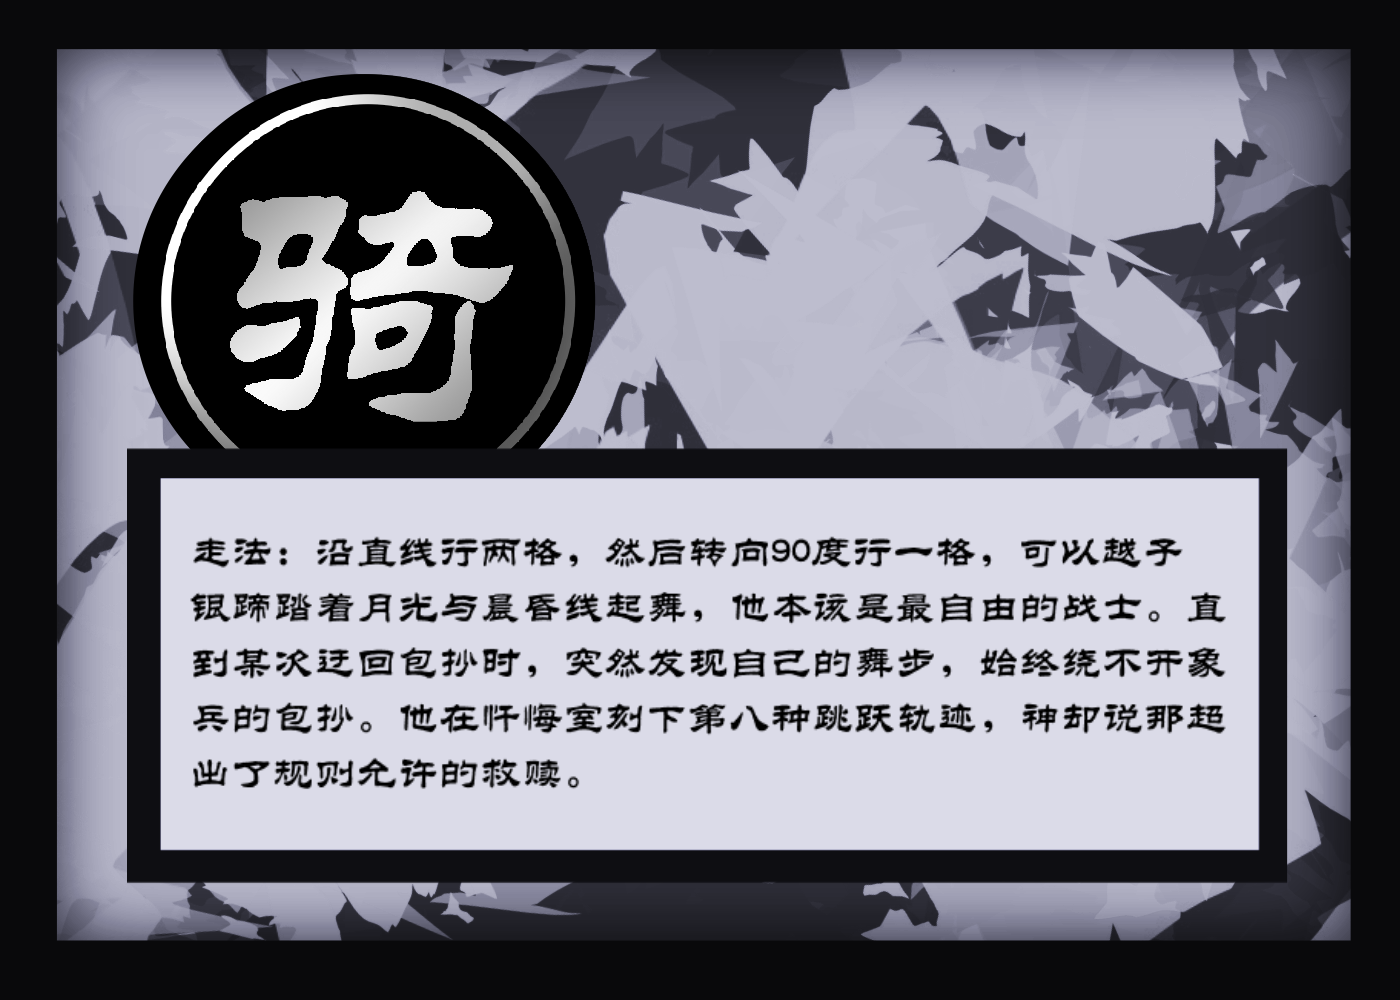 骑
走法：沿直线行两格，然后转向90度行一格，可以越子
银蹄踏着月光与晨昏线起舞，他本该是最自由的战士。直
到某次迂回包抄时，突然发现自己的舞步，始终绕不开象
兵的包抄。他在忏悔室刻下第八种跳跃轨迹，神却说那超
出了规则允许的救赎。